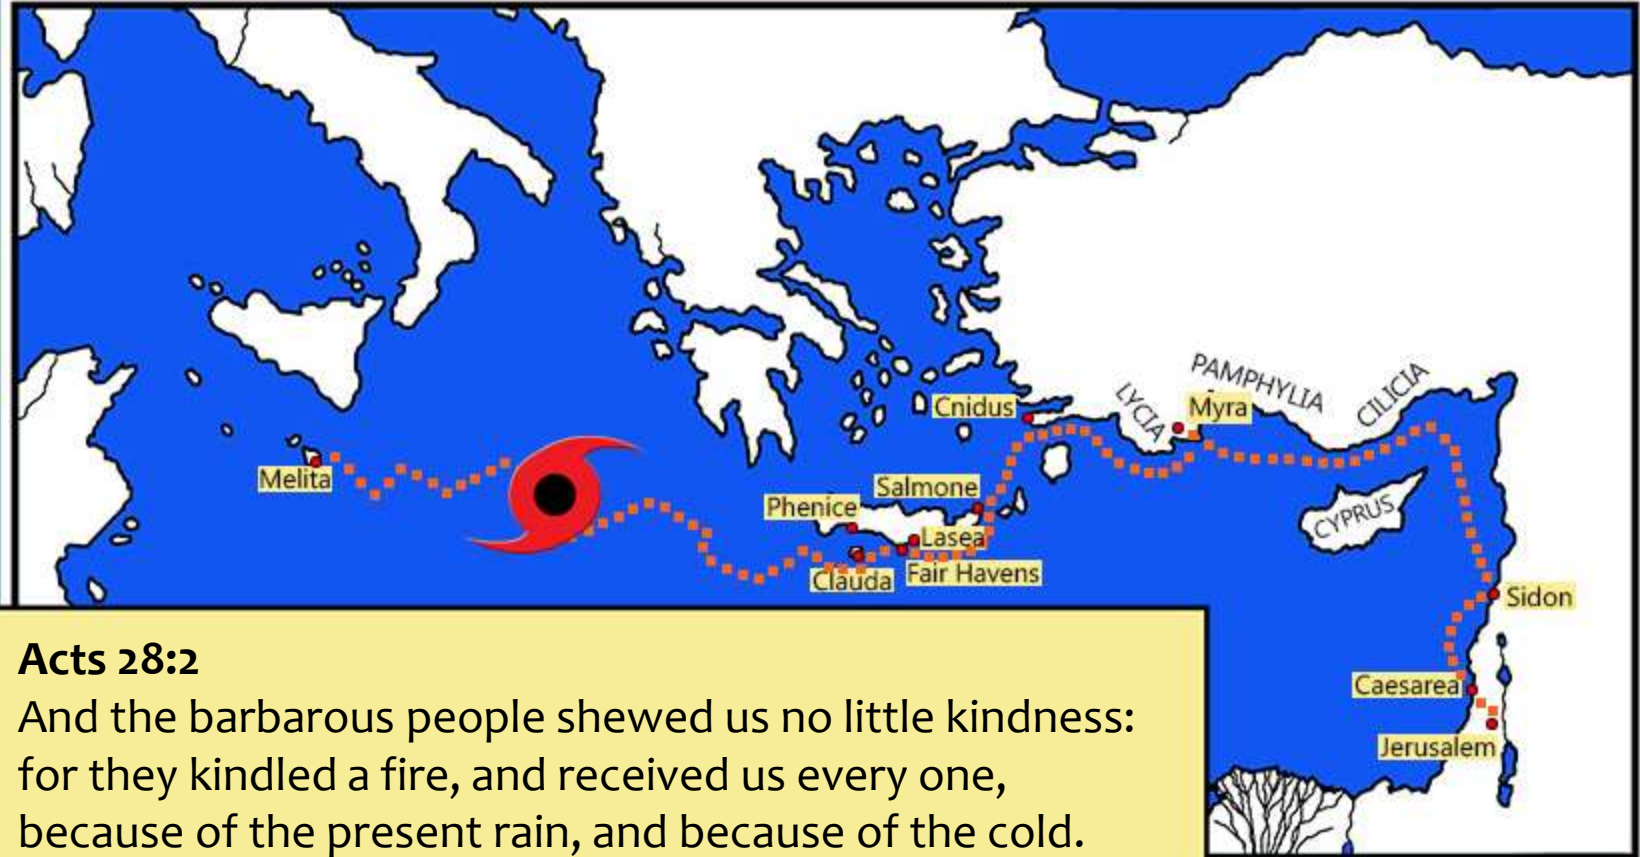 PAMPHYLIA
LYCIA
CILICIA
Cnidus
Myra
Melita
Salmone
Phenice
CYPRUS
Lasea
Clauda
Fair Havens
Sidon
Caesarea
Jerusalem
Acts 28:2
And the barbarous people shewed us no little kindness:
for they kindled a fire, and received us every one,
because of the present rain, and because of the cold.